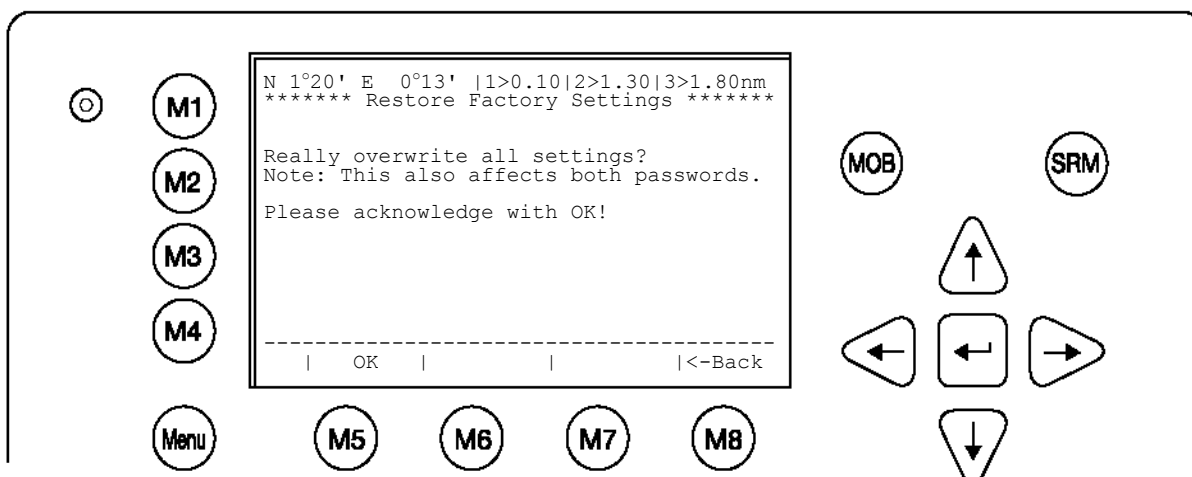 N 1°20' E  0°13' |1>0.10|2>1.30|3>1.80nm
******* Restore Factory Settings *******
Really overwrite all settings?
Note: This also affects both passwords.
Please acknowledge with OK!
----------------------------------------
| OK | | |<-Back
M1
M2
M3
M4
Menu
M5
M6
M7
M8
MOB
SRM